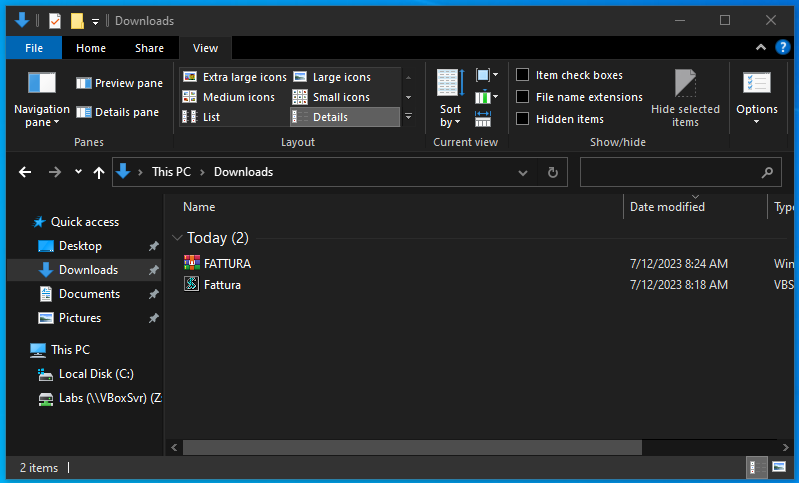 Downloads
File Home Share View
Navigation pane
Preview pane
Details pane
Panes
Extra large icons Large icons
Medium icons Small icons
List Details
Layout
Sort by
Current view
Item check boxes
File name extensions
Hidden items
Hide selected items
Show/hide
Options
This PC Downloads
Name Date modified Type
Quick access
Desktop
Downloads
Documents
Pictures
This PC
Local Disk (C:)
Labs (\\VBoxSvr) (Z:
Today (2)
FATTURA 7/12/2023 8:24 AM Win
Fattura 7/12/2023 8:18 AM VBS
2 items